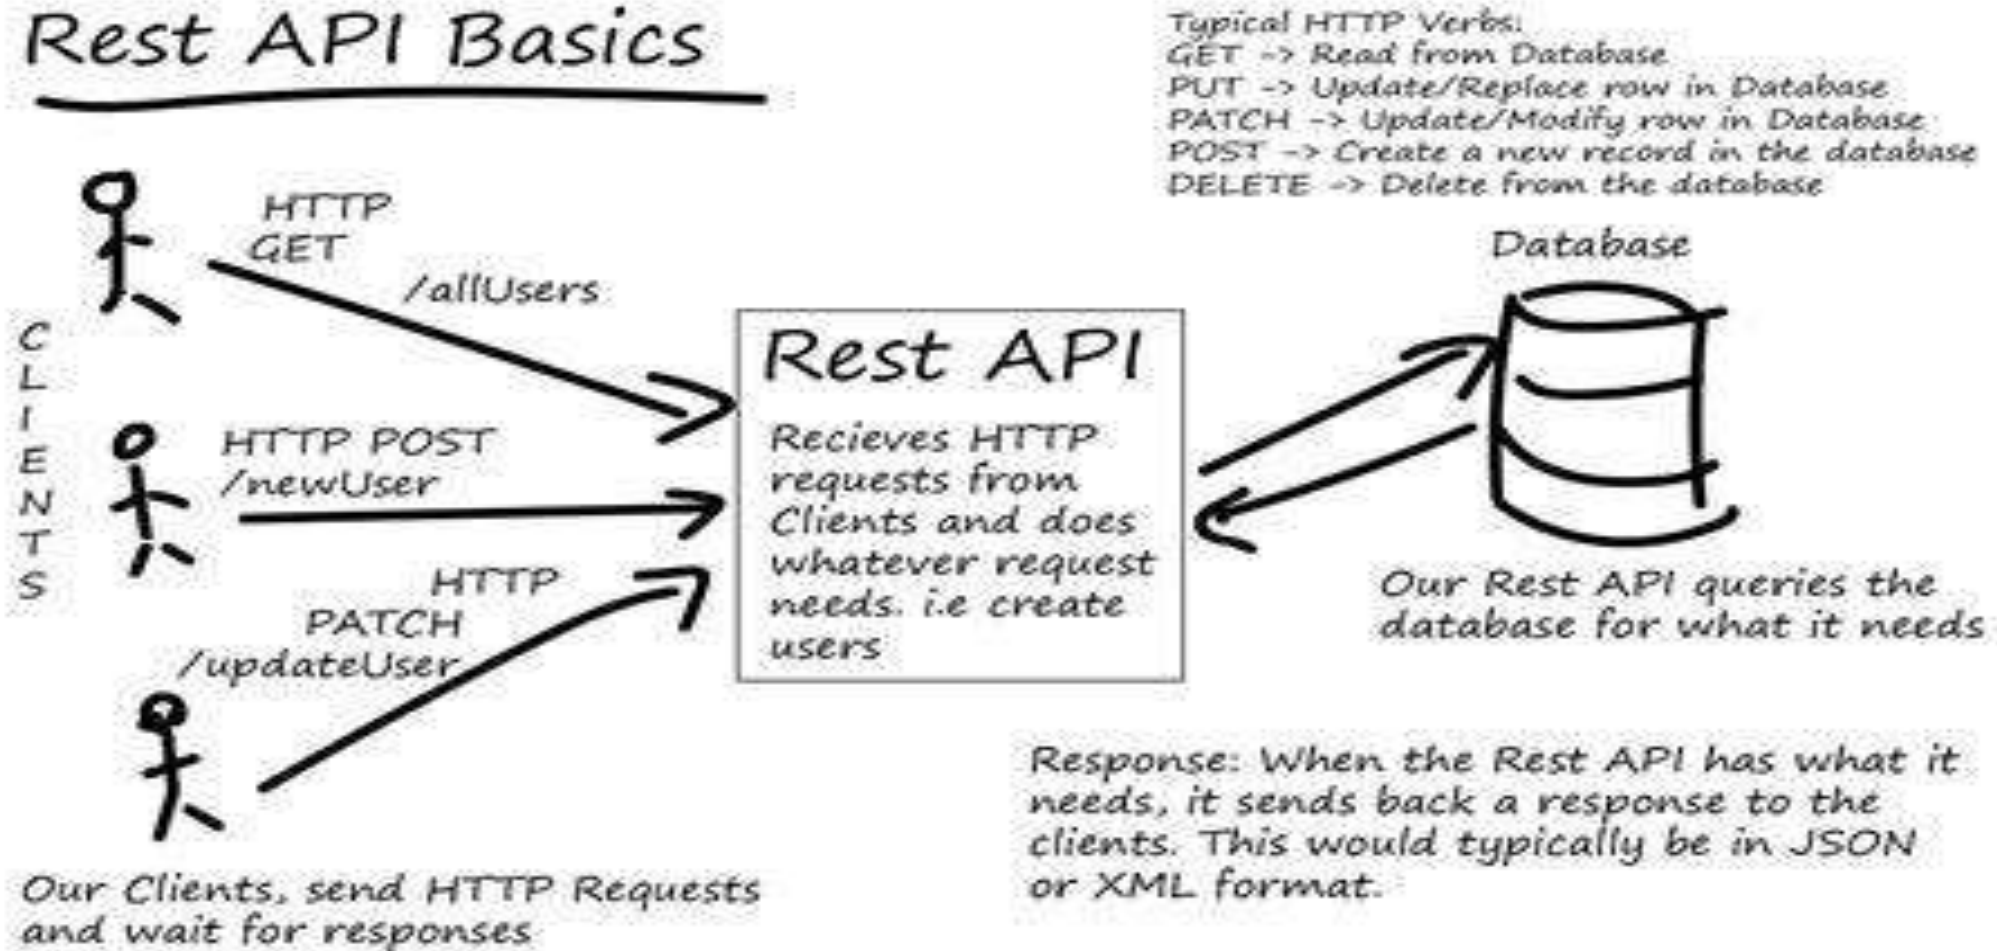 Rest API Basics
Typical HTTP Verbs:
GET -> Read from Database
PUT -> Update/Replace row in Database
PATCH -> Update/Modify row in Database
POST -> Create a new record in the database
DELETE -> Delete from the database
HTTP
GET
/allUsers
CLIENTS
HTTP POST
/newUser
HTTP
PATCH
/updateUser
Our Clients, send HTTP Requests
and wait for responses
Rest API
Recieves HTTP
requests from
Clients and does
whatever request
needs. i.e create
users
Database
Our Rest API queries the
database for what it needs
Response: When the Rest API has what it
needs, it sends back a response to the
clients. This would typically be in JSON
or XML format.